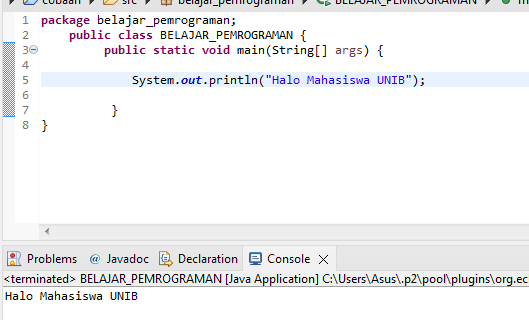 cobaan src belajar_pemrograman BELAJAR_PEMROGRAMAN
1 package belajar_pemrograman;
2 public class BELAJAR_PEMROGRAMAN {
3 public static void main(String[] args) {
4
5 System.out.println("Halo Mahasiswa UNIB");
6
7 }
8 }
Problems @ Javadoc Declaration Console
<terminated> BELAJAR_PEMROGRAMAN [Java Application] C:\Users\Asus\.p2\pool\plugins\org.ec
Halo Mahasiswa UNIB